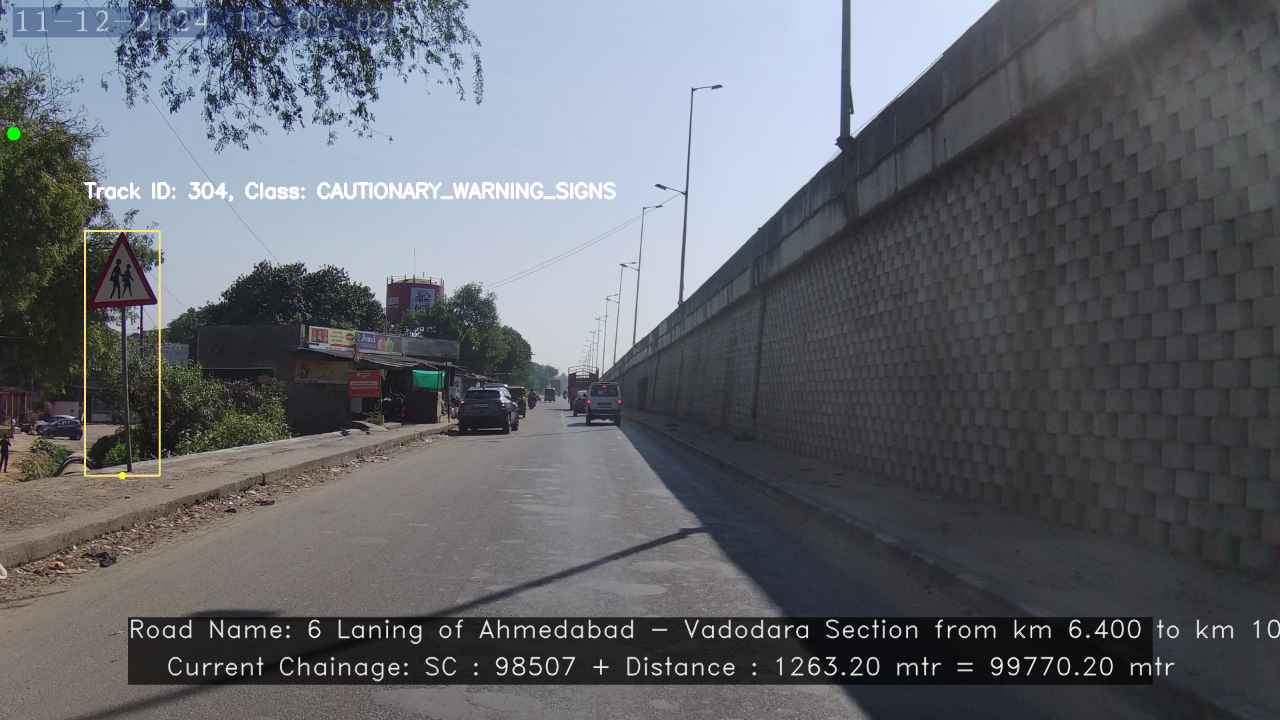 11-12-2024 12:06:02
Track ID: 304, Class: CAUTIONARY_WARNING_SIGNS
Road Name: 6 Laning of Ahmedabad - Vadodara Section from km 6.400 to km 10
Current Chainage: SC : 98507 + Distance : 1263.20 mtr = 99770.20 mtr